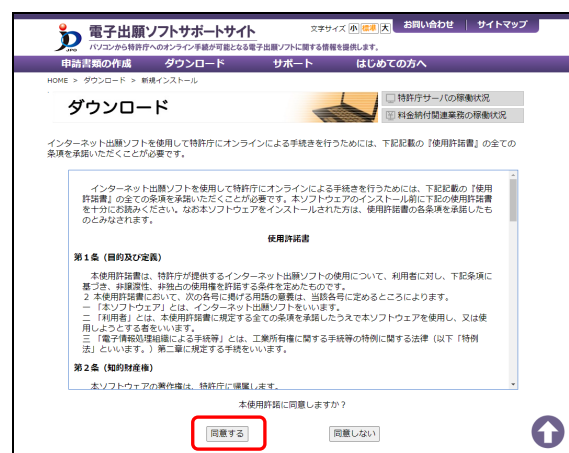 電子出願ソフトサポートサイト
文字サイズ 小 標準 大
お問い合わせ サイトマップ
パソコンから特許庁へのオンライン手続が可能となる電子出願ソフトに関する情報を提供します。
JPO
申請書類の作成 ダウンロード サポート はじめての方へ
HOME > ダウンロード > 新規インストール
ダウンロード
特許庁サーバの稼働状況
料金納付関連業務の稼働状況
インターネット出願ソフトを使用して特許庁にオンラインによる手続きを行うためには、下記記載の『使用許諾書』の全ての
条項を承諾いただくことが必要です。
インターネット出願ソフトを使用して特許庁にオンラインによる手続きを行うためには、下記記載の『使用
許諾書』の全ての条項を承諾いただくことが必要です。本ソフトウェアのインストール前に下記の使用許諾書
を十分にお読みください。なお本ソフトウェアをインストールされた方は、使用許諾書の各条項を承諾したも
のとみなされます。
使用許諾書
第1条（目的及び定義）
本使用許諾書は、特許庁が提供するインターネット出願ソフトの使用について、利用者に対し、下記条項に
基づき、非譲渡性、非独占の使用権を許諾する条件を定めたものです。
２ 本使用許諾書において、次の各号に掲げる用語の意義は、当該各号に定めるところによります。
一 「本ソフトウェア」とは、インターネット出願ソフトをいいます。
二 「利用者」とは、本使用許諾書に規定する全ての条項を承諾したうえで本ソフトウェアを使用し、又は使
用しようとする者をいいます。
三 「電子情報処理組織による手続等」とは、工業所有権に関する手続等の特例に関する法律（以下「特例
法」といいます。）第二章に規定する手続をいいます。
第2条（知的財産権）
本ソフトウェアの著作権は、特許庁に帰属します。
本使用許諾に同意しますか？
同意する 同意しない